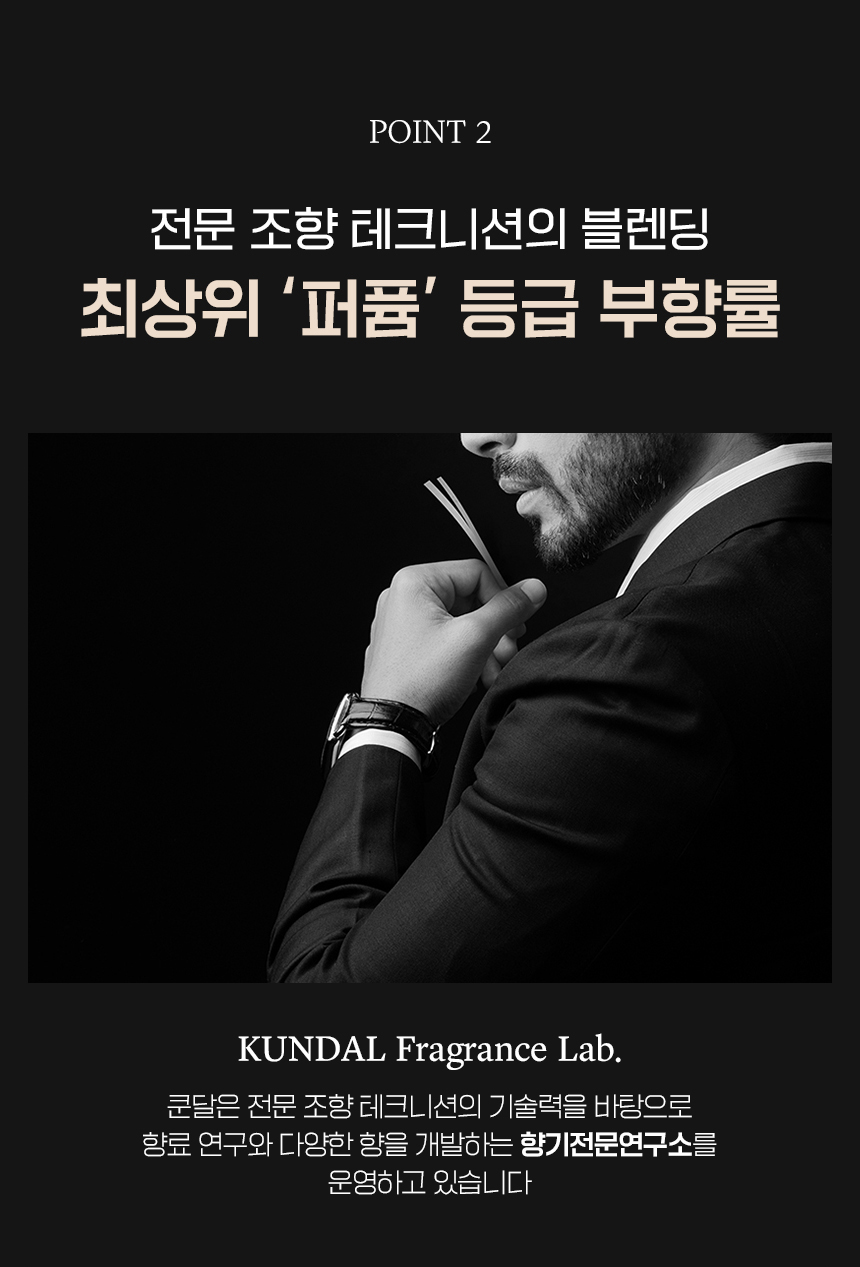 POINT 2
전문 조향 테크니션의 블렌딩
최상위 ‘퍼퓸’ 등급 부향률
KUNDAL Fragrance Lab.
쿤달은 전문 조향 테크니션의 기술력을 바탕으로
향료 연구와 다양한 향을 개발하는 향기전문연구소를
운영하고 있습니다